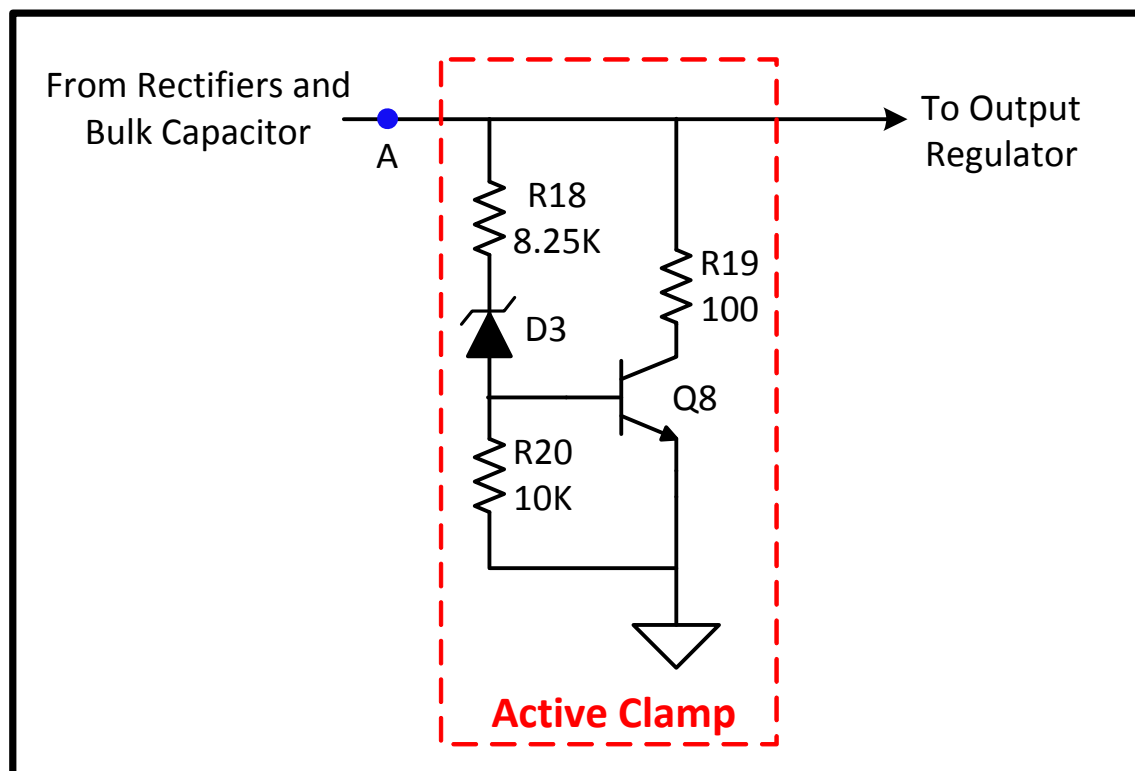 From Rectifiers and
Bulk Capacitor
A
To Output
Regulator
R18
8.25K
R19
100
D3
Q8
R20
10K
Active Clamp